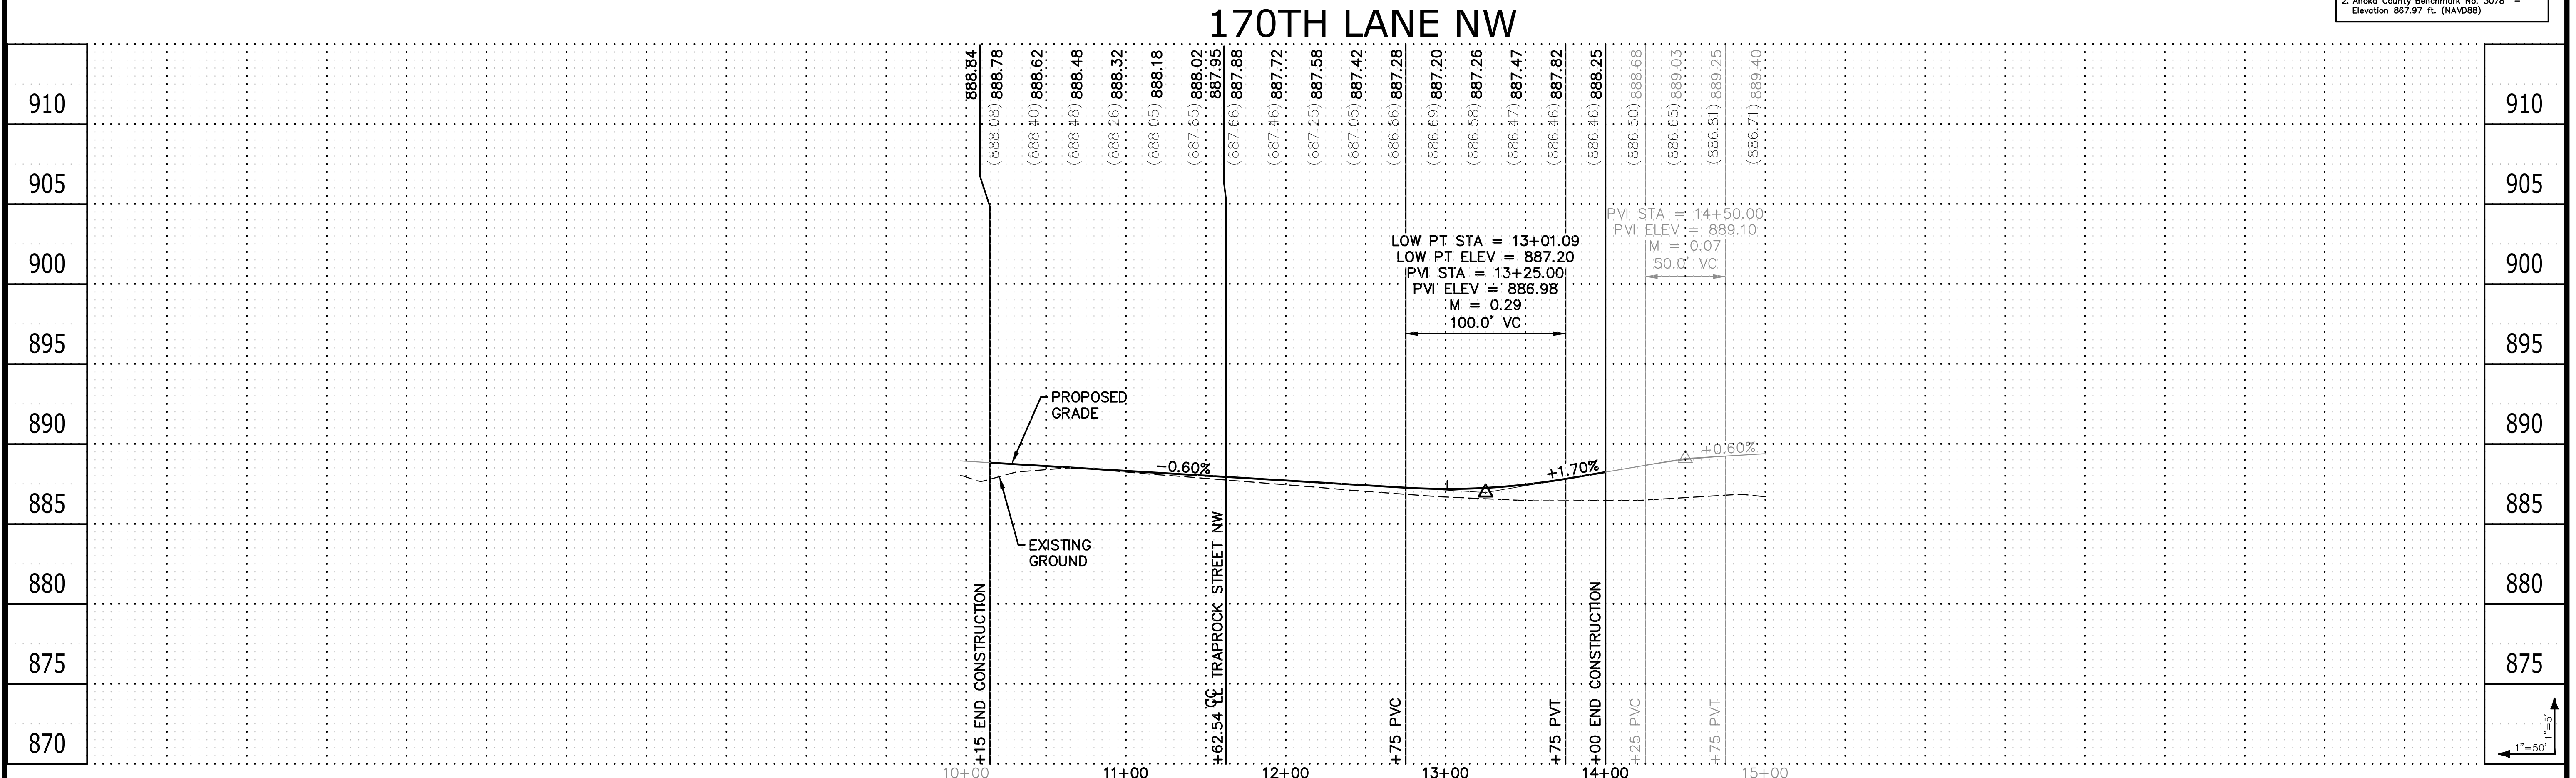 170TH LANE NW
2. Anoka County Benchmark No. 3078 -
Elevation 867.97 ft. (NAVD88)
888.84
(888.08) 888.78
(888.40) 888.62
(888.48) 888.48
(888.26) 888.32
(888.05) 888.18
(887.85) 888.02
887.95
(887.66) 887.88
(887.46) 887.72
(887.25) 887.58
(887.05) 887.42
(886.86) 887.28
(886.69) 887.20
(886.58) 887.26
(886.47) 887.47
(886.46) 887.82
(886.46) 888.25
(886.50) 888.68
(886.65) 889.03
(886.81) 889.25
(886.71) 889.40
910
905
900
895
890
885
880
875
870
910
905
900
895
890
885
880
875
870
PVI STA = 14+50.00
PVI ELEV = 889.10
M = 0.07
50.0' VC
LOW PT STA = 13+01.09
LOW PT ELEV = 887.20
PVI STA = 13+25.00
PVI ELEV = 886.98
M = 0.29
100.0' VC
PROPOSED
GRADE
-0.60%
+1.70%
+0.60%
EXISTING
GROUND
+15 END CONSTRUCTION
+62.54 LL TRAPROCK STREET NW
+75 PVC
+75 PVT
+00 END CONSTRUCTION
+25 PVC
+75 PVT
1"=5'
1"=50'
10+00
11+00
12+00
13+00
14+00
15+00